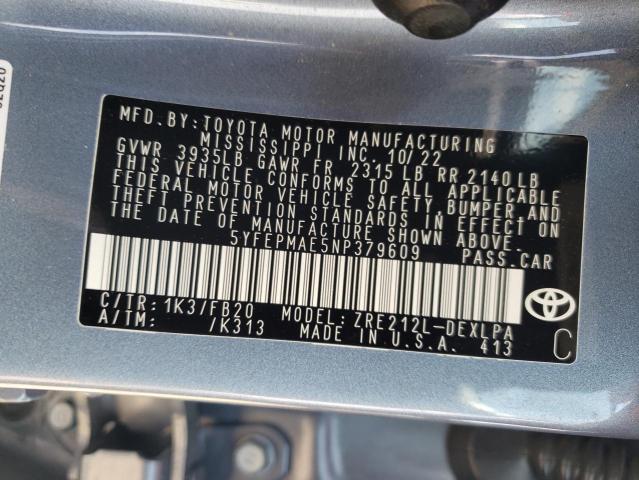 MFD. BY: TOYOTA MOTOR MANUFACTURING
MISSISSIPPI INC. 10/22
GVWR 3935LB GAWR FR 2315 LB RR 2140 LB
THIS VEHICLE CONFORMS TO ALL APPLICABLE
FEDERAL MOTOR VEHICLE SAFETY, BUMPER, AND
THEFT PREVENTION STANDARDS IN EFFECT ON
THE DATE OF MANUFACTURE SHOWN ABOVE.
5YFEPMAE5NP379609 PASS. CAR
C/TR: 1K3/FB20 MODEL: ZRE212L-DEXLPA
A/TM: /K313 MADE IN U.S.A. 413
C